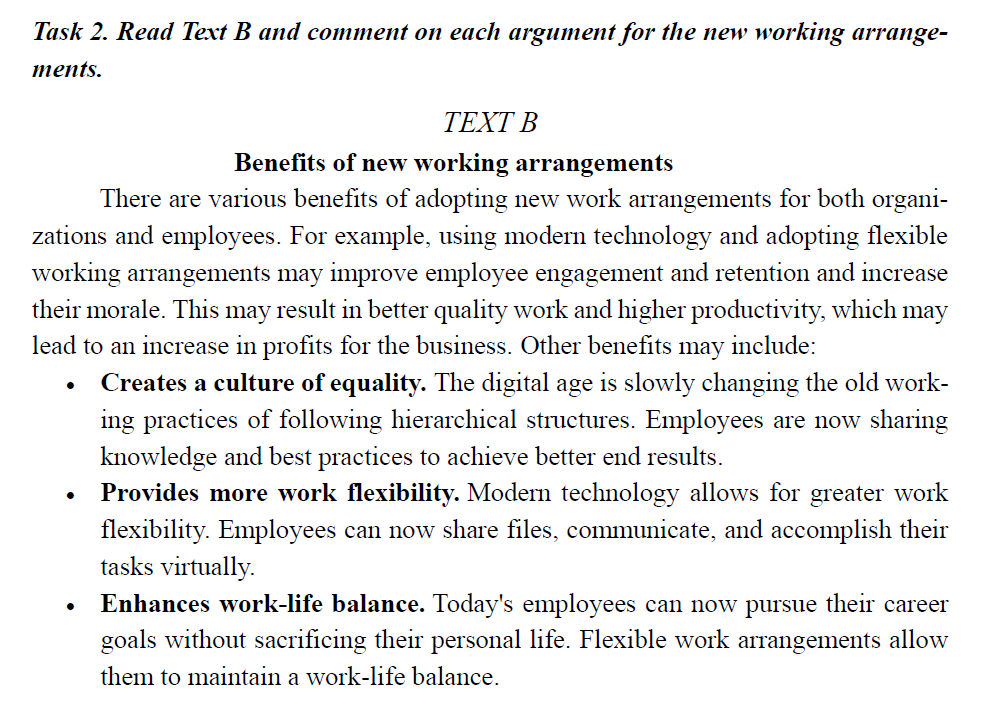 Task 2. Read Text B and comment on each argument for the new working arrange-
ments.
TEXT B
Benefits of new working arrangements
There are various benefits of adopting new work arrangements for both organi-
zations and employees. For example, using modern technology and adopting flexible
working arrangements may improve employee engagement and retention and increase
their morale. This may result in better quality work and higher productivity, which may
lead to an increase in profits for the business. Other benefits may include:
• Creates a culture of equality. The digital age is slowly changing the old work-
ing practices of following hierarchical structures. Employees are now sharing
knowledge and best practices to achieve better end results.
• Provides more work flexibility. Modern technology allows for greater work
flexibility. Employees can now share files, communicate, and accomplish their
tasks virtually.
• Enhances work-life balance. Today's employees can now pursue their career
goals without sacrificing their personal life. Flexible work arrangements allow
them to maintain a work-life balance.